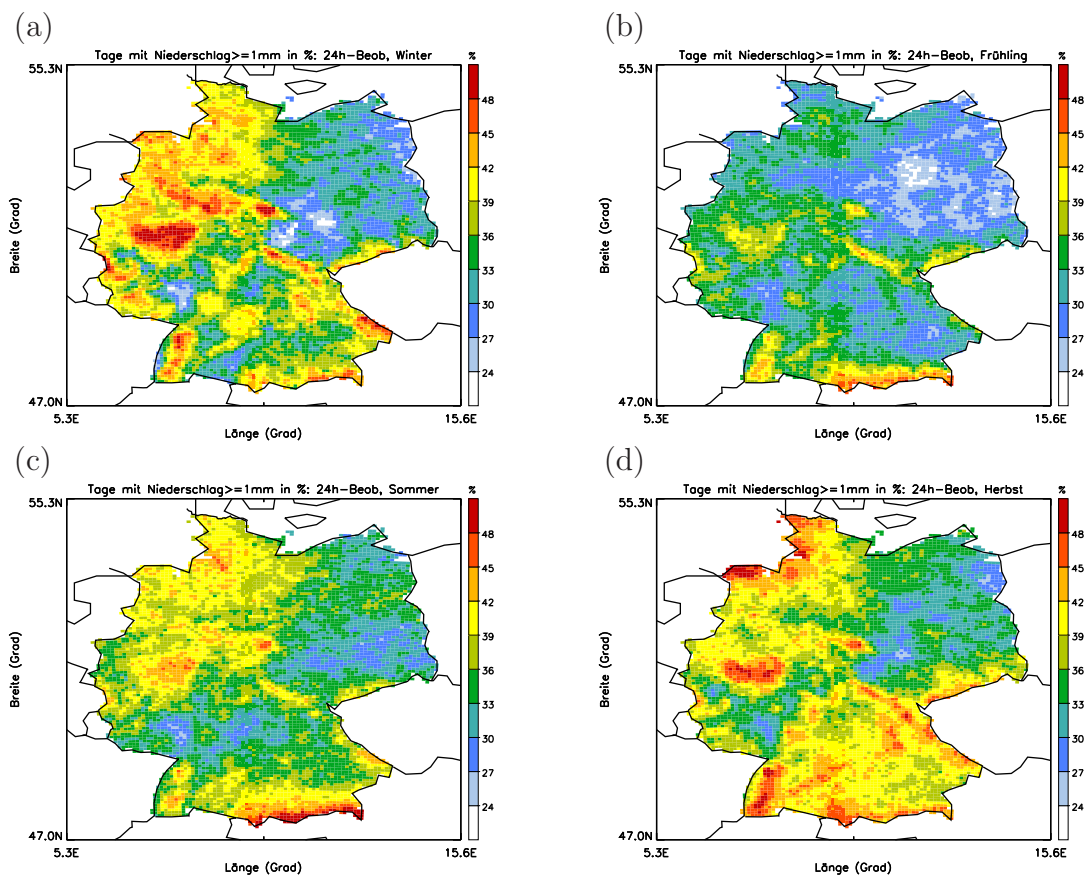 (a)
Tage mit Niederschlag>=1mm in %: 24h-Beob, Winter
%
55.3N
48
45
42
39
36
33
30
27
24
Breite (Grad)
47.0N
5.3E
15.6E
Länge (Grad)
(b)
Tage mit Niederschlag>=1mm in %: 24h-Beob, Frühling
%
55.3N
48
45
42
39
36
33
30
27
24
Breite (Grad)
47.0N
5.3E
15.6E
Länge (Grad)
(c)
Tage mit Niederschlag>=1mm in %: 24h-Beob, Sommer
%
55.3N
48
45
42
39
36
33
30
27
24
Breite (Grad)
47.0N
5.3E
15.6E
Länge (Grad)
(d)
Tage mit Niederschlag>=1mm in %: 24h-Beob, Herbst
%
55.3N
48
45
42
39
36
33
30
27
24
Breite (Grad)
47.0N
5.3E
15.6E
Länge (Grad)